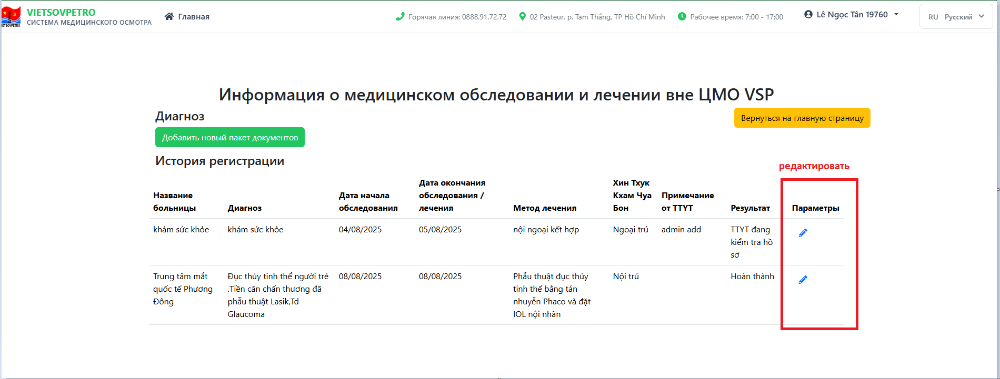 VIETSOVPETRO
СИСТЕМА МЕДИЦИНСКОГО ОСМОТРА
Главная
Горячая линия: 0888.91.72.72
02 Pasteur, p. Tam Thắng, TP Hồ Chí Minh
Рабочее время: 7:00 - 17:00
Lê Ngọc Tân 19760
RU Русский
Информация о медицинском обследовании и лечении вне ЦМО VSP
Диагноз
Вернуться на главную страницу
Добавить новый пакет документов
История регистрации
редактировать
Название
больницы
Диагноз
Дата начала
обследования
Дата окончания
обследования /
лечения
Метод лечения
Хин Тхук
Кхам Чуа
Бон
Примечание
от TTYT
Результат
Параметры
khám sức khỏe
khám sức khỏe
04/08/2025
05/08/2025
nội ngoại kết hợp
Ngoại trú
admin add
TTYT đang
kiểm tra hồ
sơ
Trung tâm mắt
quốc tế Phương
Đông
Đục thủy tinh thể người trẻ
.Tiền căn chấn thương đã
phẫu thuật Lasik,Td
Glaucoma
08/08/2025
08/08/2025
Phẫu thuật đục thủy
tinh thể bằng tán
nhuyễn Phaco và đặt
IOL nội nhãn
Nội trú
Hoàn thành